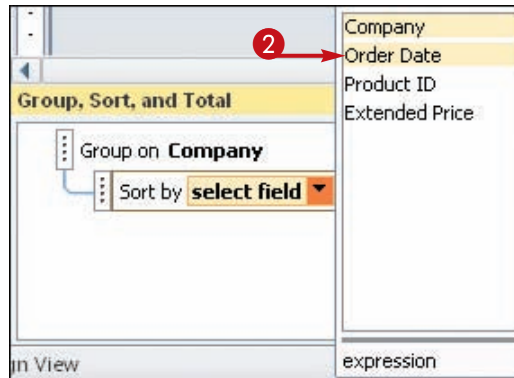 Company
2
Order Date
Product ID
Extended Price
Group, Sort, and Total
Group on Company
Sort by select field
gn View
expression